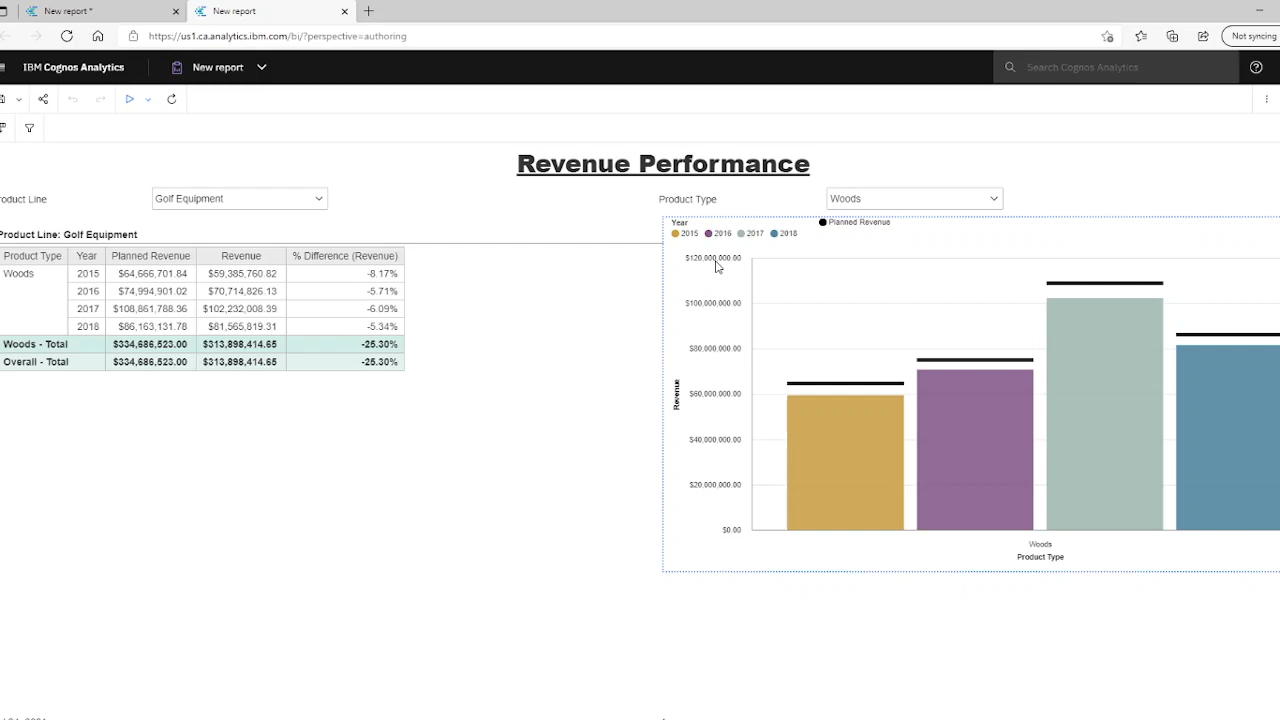 New report *
New report
https://us1.ca.analytics.ibm.com/bi/?perspective=authoring
Not syncing
IBM Cognos Analytics
New report
Search Cognos Analytics
Revenue Performance
roduct Line
Golf Equipment
Product Type
Woods
Product Line: Golf Equipment
Product Type Year Planned Revenue Revenue % Difference (Revenue)
Woods 2015 $64,666,701.84 $59,385,760.82 -8.17%
2016 $74,994,901.02 $70,714,826.13 -5.71%
2017 $108,861,788.36 $102,232,008.39 -6.09%
2018 $86,163,131.78 $81,565,819.31 -5.34%
Woods - Total $334,686,523.00 $313,898,414.65 -25.30%
Overall - Total $334,686,523.00 $313,898,414.65 -25.30%
Year
2015 2016 2017 2018
Planned Revenue
$120,000,000.00
$100,000,000.00
$80,000,000.00
$60,000,000.00
$40,000,000.00
$20,000,000.00
$0.00
Revenue
Woods
Product Type